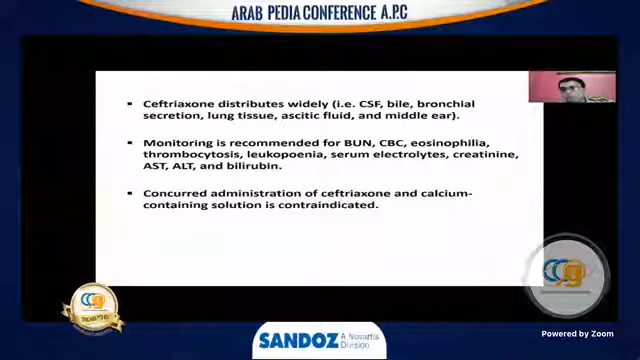 ARAB PEDIA CONFERENCE A.P.C
▪ Ceftriaxone distributes widely (i.e. CSF, bile, bronchial
secretion, lung tissue, ascitic fluid, and middle ear).
▪ Monitoring is recommended for BUN, CBC, eosinophilia,
thrombocytosis, leukopoenia, serum electrolytes, creatinine,
AST, ALT, and bilirubin.
▪ Concurred administration of ceftriaxone and calcium-
containing solution is contraindicated.
Powered by Zoom
SANDOZ A Novartis
Division